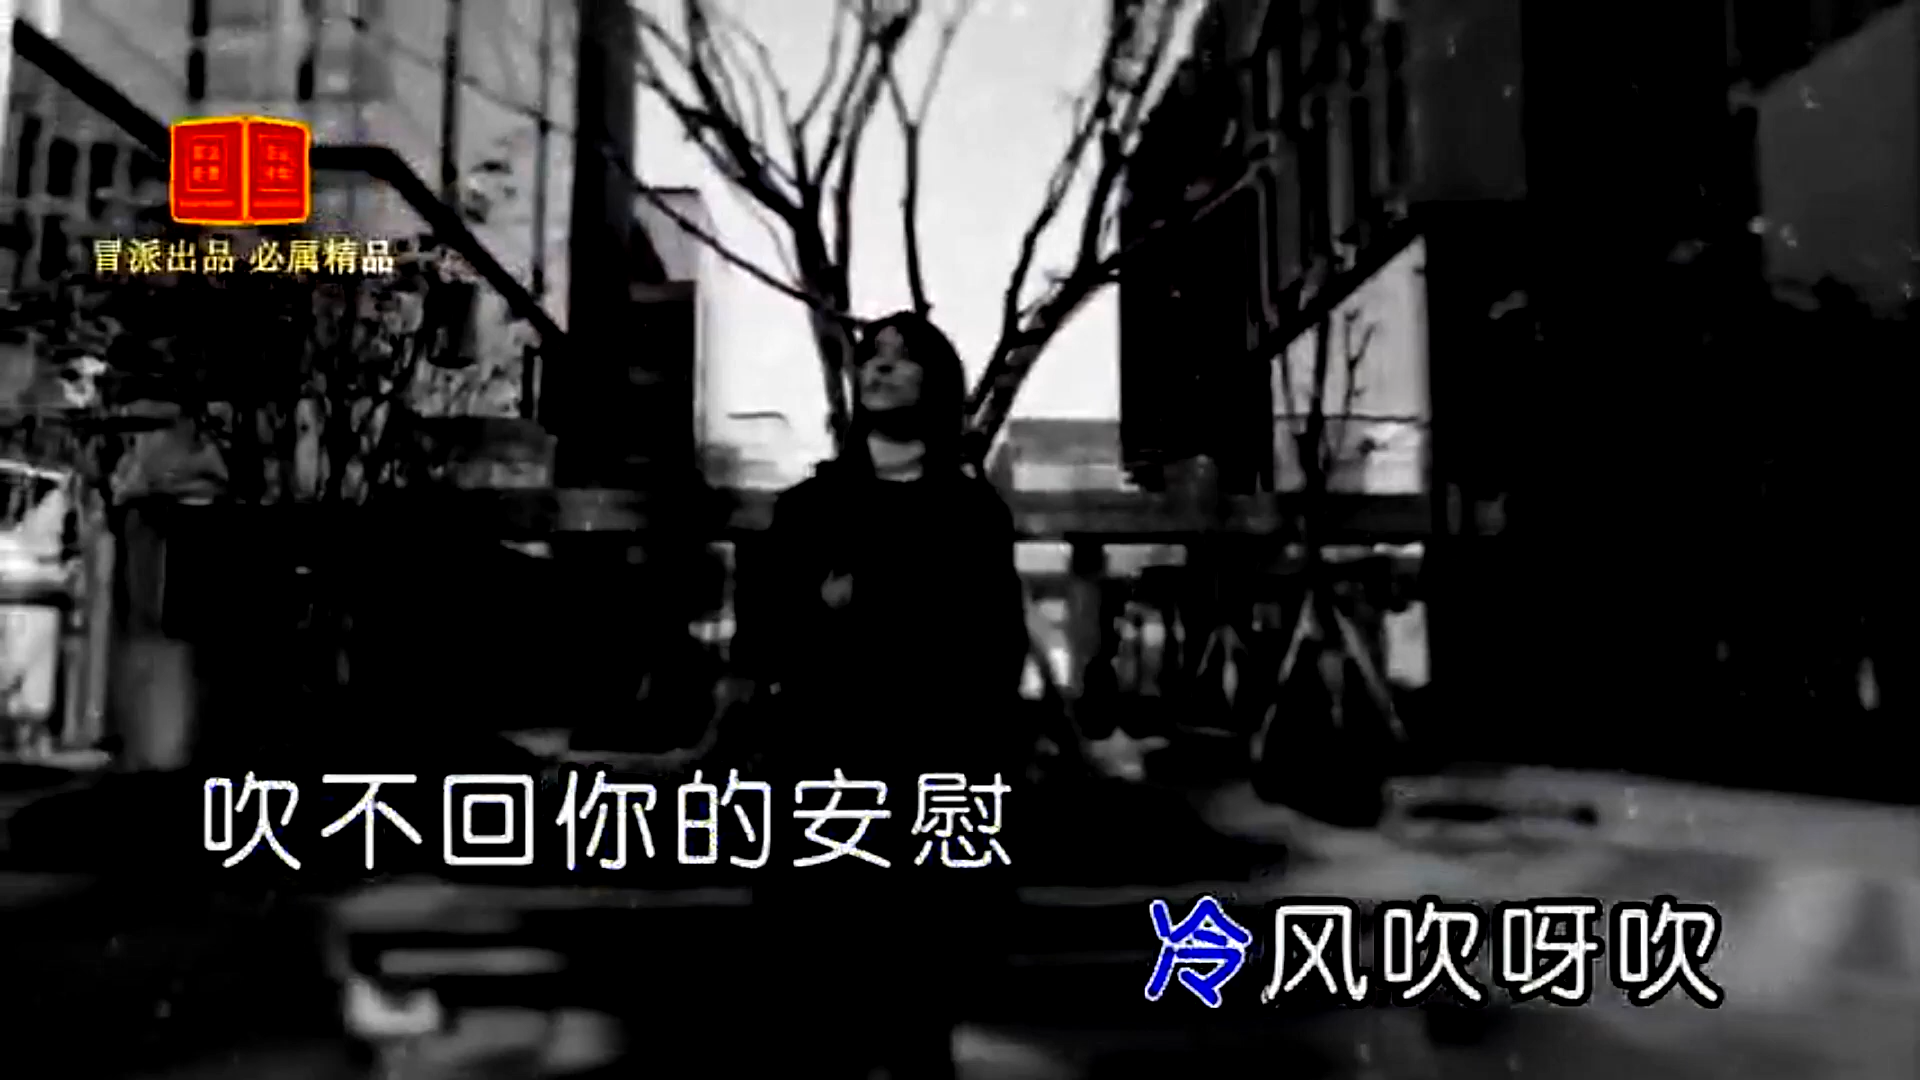 冒派出品 必属精品
吹不回你的安慰
冷风吹呀吹